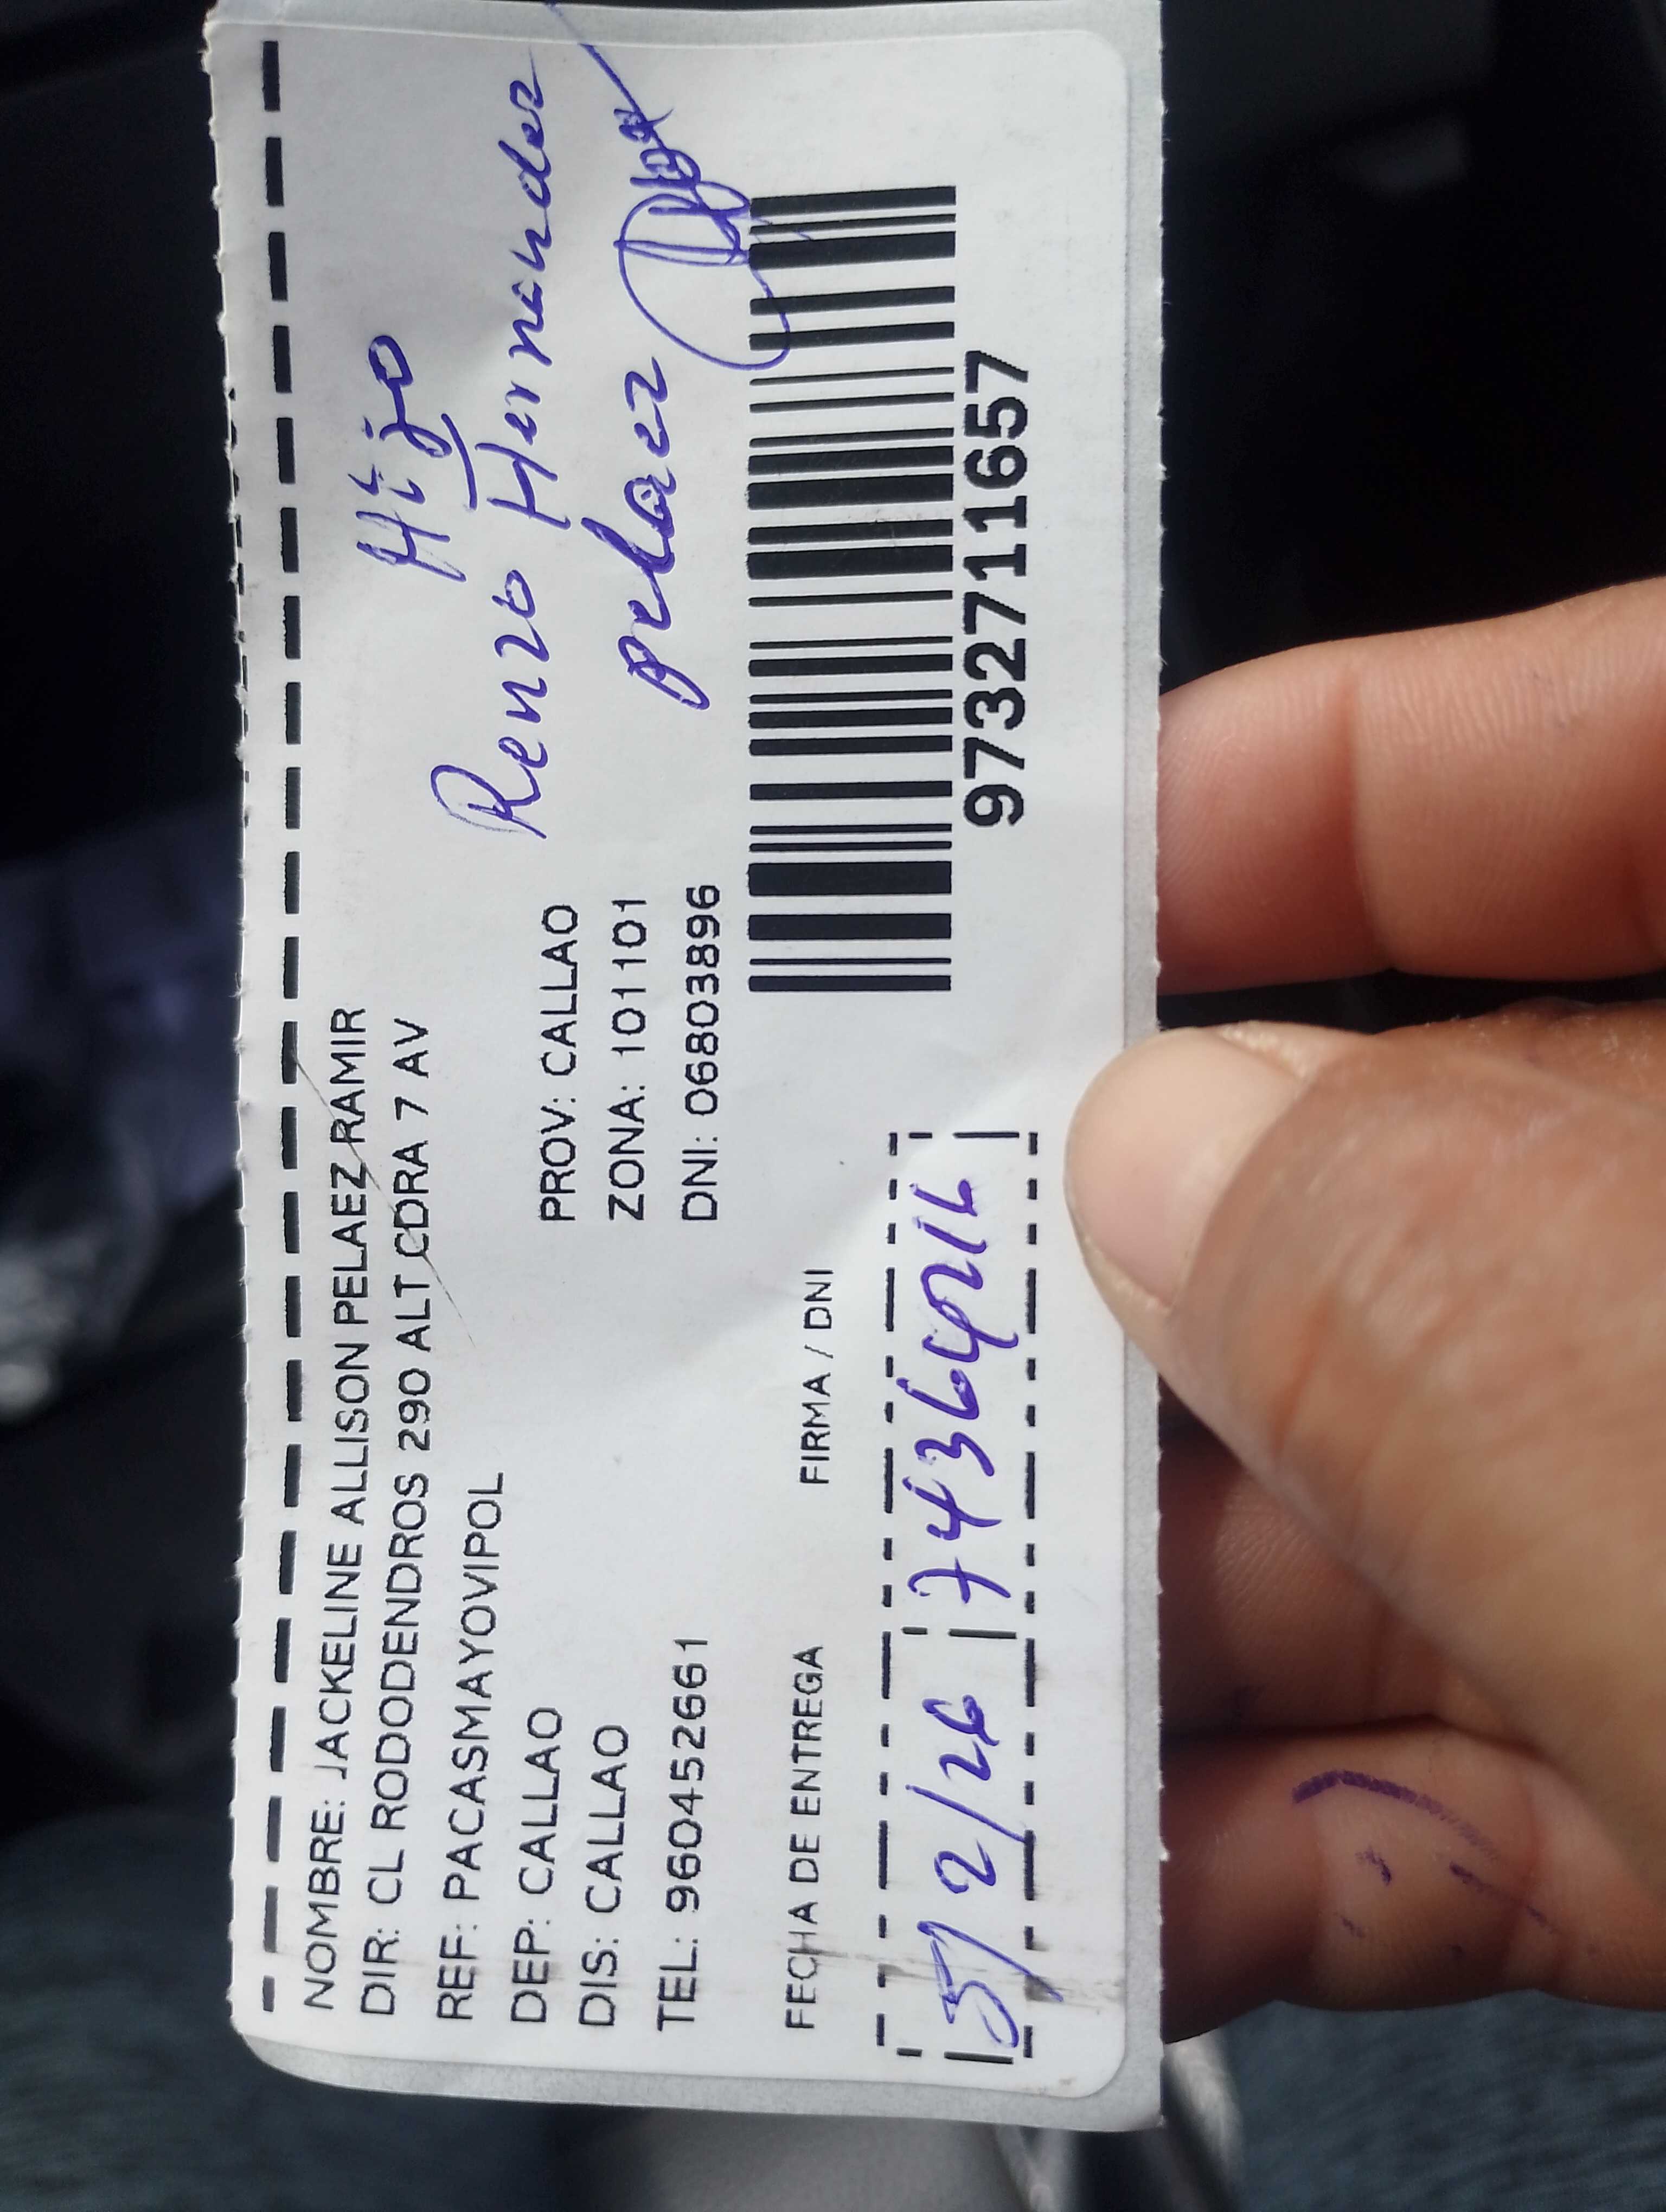 NOMBRE: JACKELINE ALLISON PELAEZ RAMIR
DIR: CL RODODENDROS 290 ALT CDRA 7 AV
REF: PACASMAYOVIPOL
DEP: CALLAO
PROV: CALLAO
DIS: CALLAO
ZONA: 101101
TEL: 960452661
DNI: 06803896
Hijo
Renzo Hernandez
pelaez
FECHA DE ENTREGA
FIRMA / DNI
5/2/26
74364216
9732711657